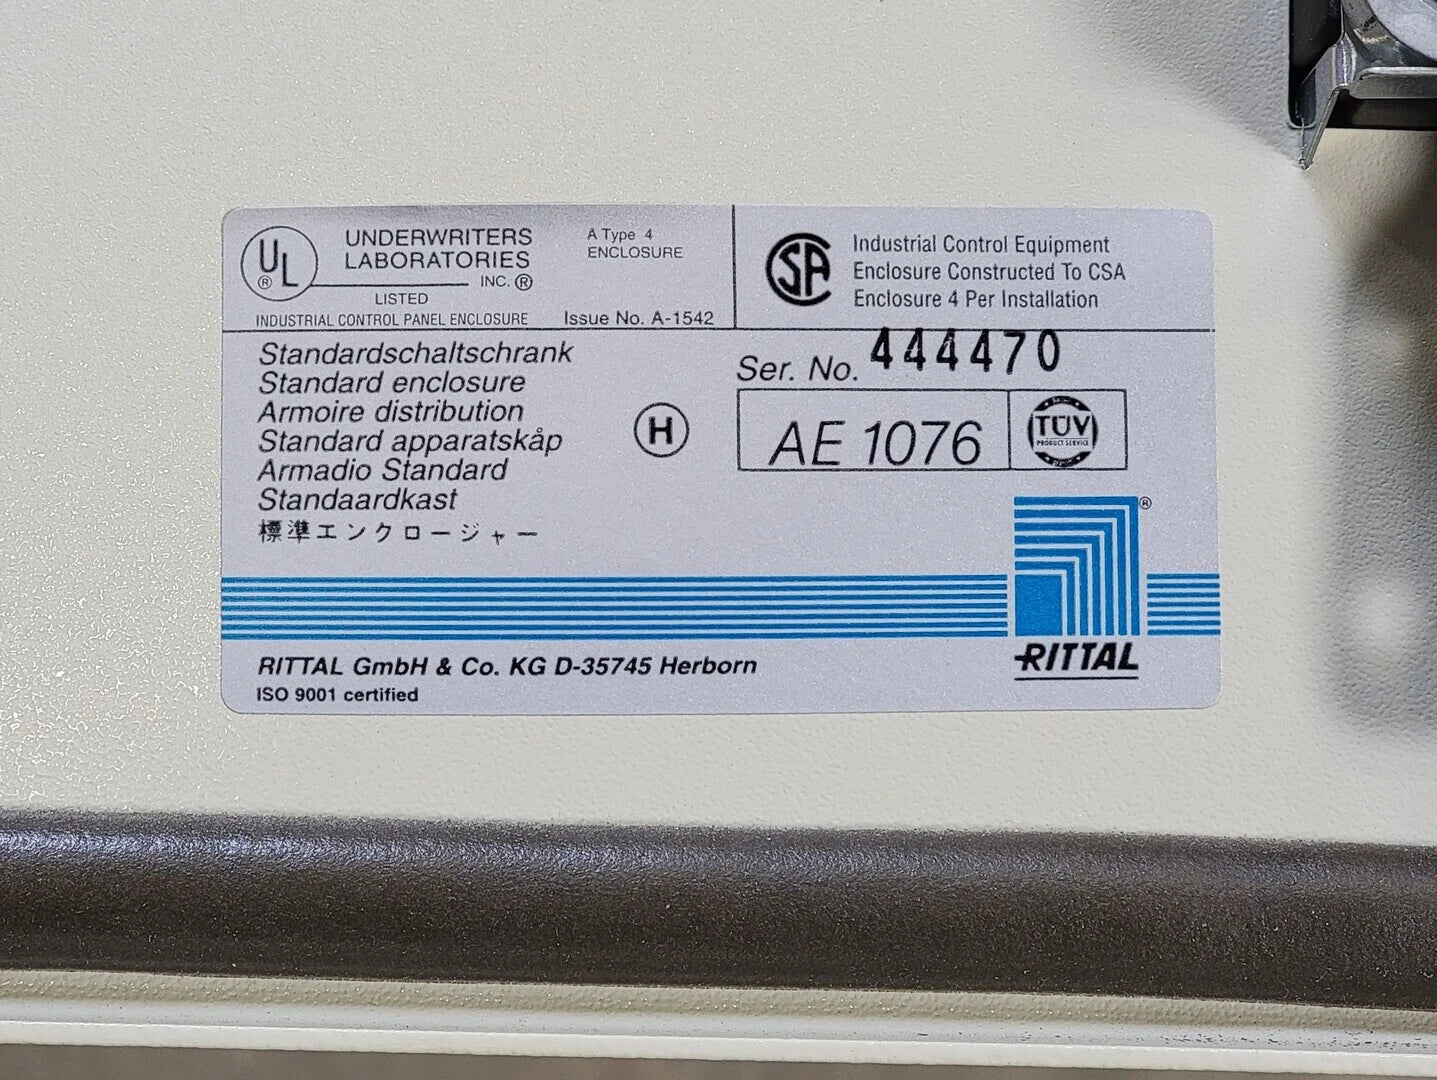 UL
®
UNDERWRITERS
LABORATORIES
INC.®
LISTED
INDUSTRIAL CONTROL PANEL ENCLOSURE
A Type 4
ENCLOSURE
Issue No. A-1542
SA
Industrial Control Equipment
Enclosure Constructed To CSA
Enclosure 4 Per Installation
Standardschaltschrank
Standard enclosure
Armoire distribution
Standard apparatskåp
Armadio Standard
Standaardkast
標準エンクロージャー
H
Ser. No. 444470
AE 1076
TÜV
PRODUCT SERVICE
®
RITTAL
RITTAL GmbH & Co. KG D-35745 Herborn
ISO 9001 certified